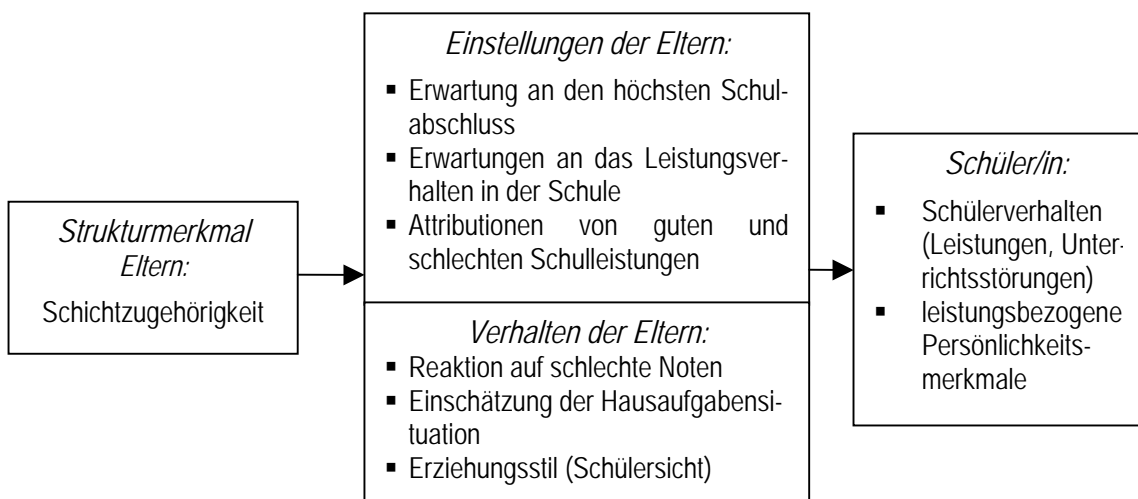 Strukturmerkmal
Eltern:
Schichtzugehörigkeit
Einstellungen der Eltern:
▪ Erwartung an den höchsten Schul-
abschluss
▪ Erwartungen an das Leistungsver-
halten in der Schule
▪ Attributionen von guten und
schlechten Schulleistungen
Verhalten der Eltern:
▪ Reaktion auf schlechte Noten
▪ Einschätzung der Hausaufgabensi-
tuation
▪ Erziehungsstil (Schülersicht)
Schüler/in:
▪ Schülerverhalten
(Leistungen, Unter-
richtsstörungen)
▪ leistungsbezogene
Persönlichkeits-
merkmale